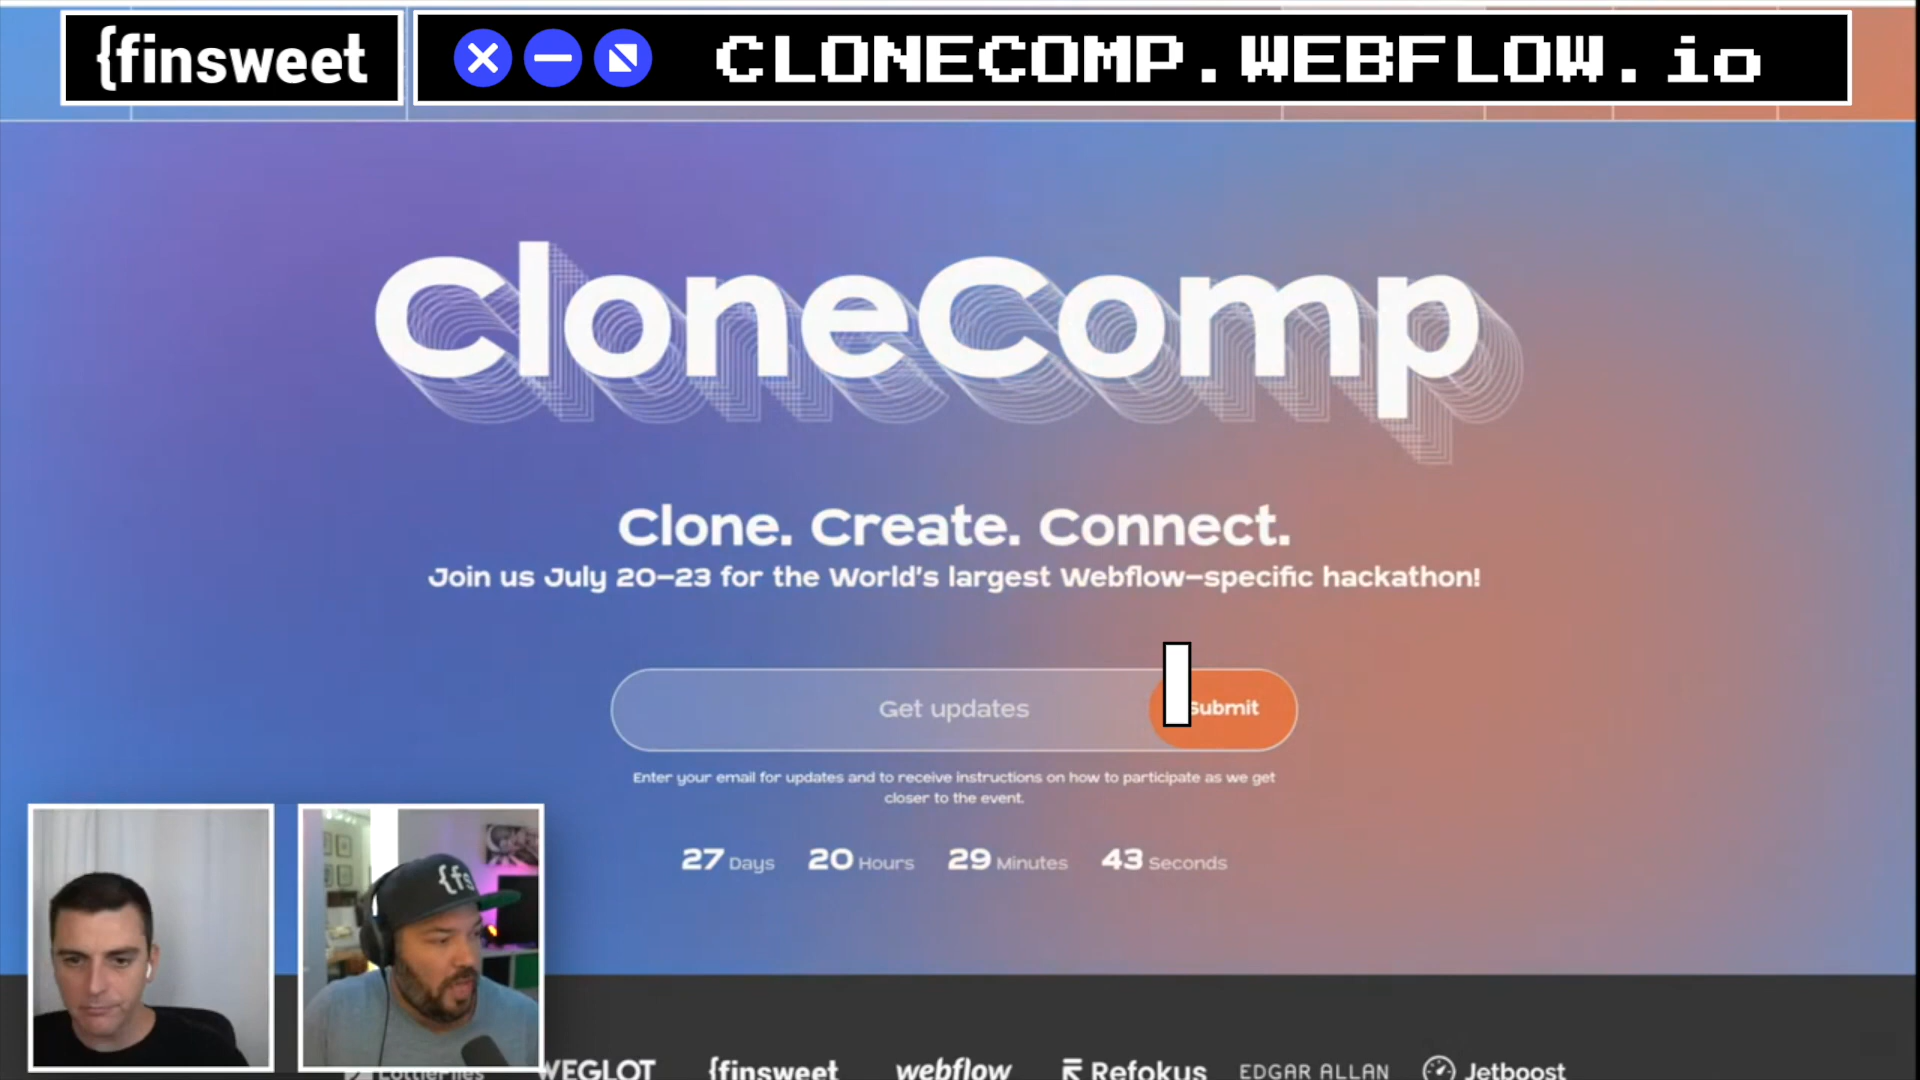 {finsweet
CLONECOMP.WEBFLOW.io
CloneComp
Clone. Create. Connect.
Join us July 20–23 for the World's largest Webflow–specific hackathon!
Get updates
Submit
Enter your email for updates and to receive instructions on how to participate as we get
closer to the event.
27 Days 20 Hours 29 Minutes 43 Seconds
{fs
LottieFiles WEGLOT {finsweet webflow Refokus EDGAR ALLAN Jetboost